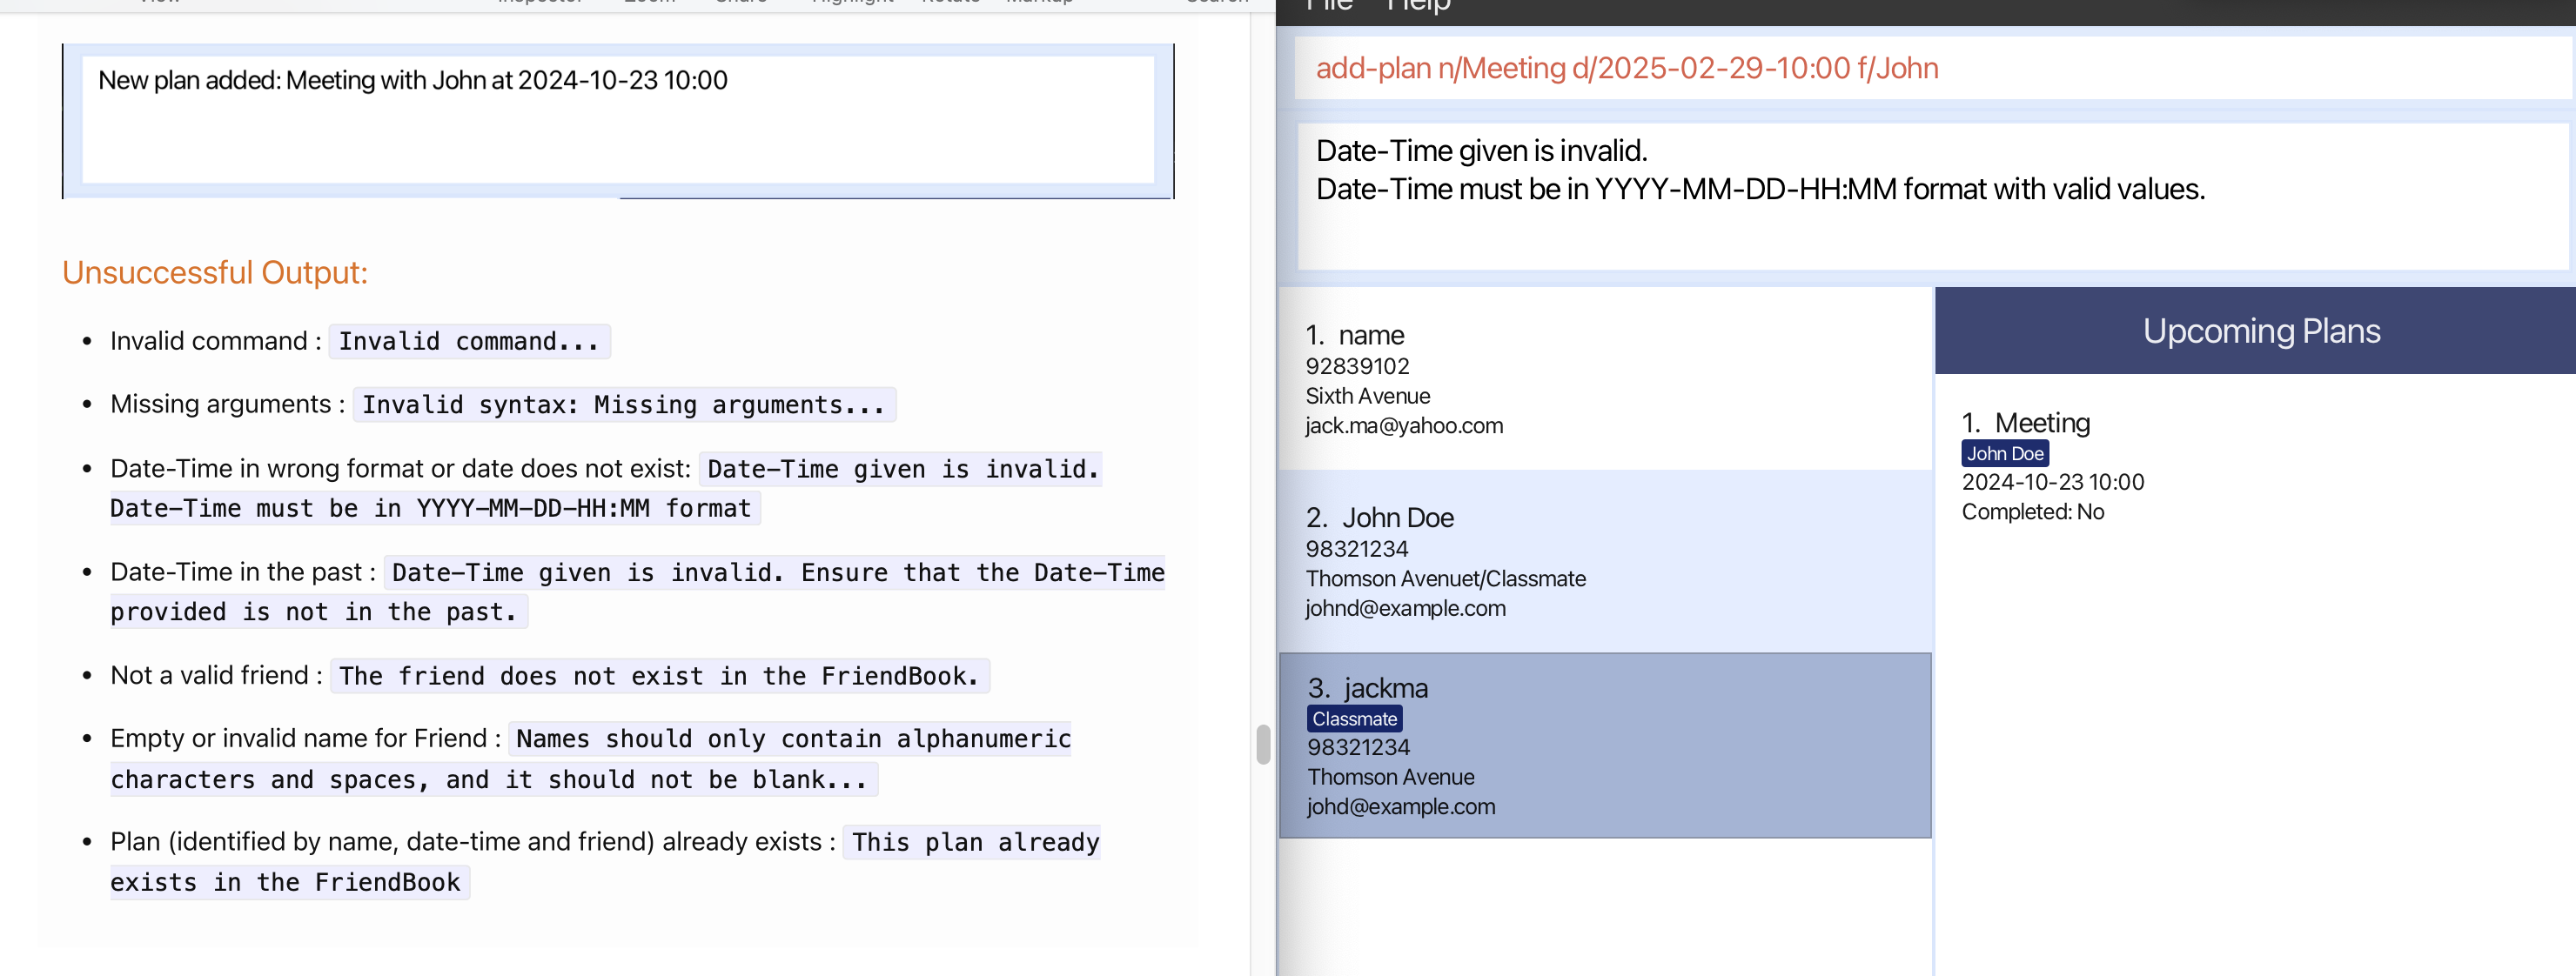 View Inspector Zoom Share Highlight Rotate Markup Search
New plan added: Meeting with John at 2024-10-23 10:00
Unsuccessful Output:
• Invalid command : Invalid command...
• Missing arguments : Invalid syntax: Missing arguments...
• Date-Time in wrong format or date does not exist: Date-Time given is invalid.
Date-Time must be in YYYY-MM-DD-HH:MM format
• Date-Time in the past : Date-Time given is invalid. Ensure that the Date-Time
provided is not in the past.
• Not a valid friend : The friend does not exist in the FriendBook.
• Empty or invalid name for Friend : Names should only contain alphanumeric
characters and spaces, and it should not be blank...
• Plan (identified by name, date-time and friend) already exists : This plan already
exists in the FriendBook
File Help
add-plan n/Meeting d/2025-02-29-10:00 f/John
Date-Time given is invalid.
Date-Time must be in YYYY-MM-DD-HH:MM format with valid values.
1. name
92839102
Sixth Avenue
jack.ma@yahoo.com
2. John Doe
98321234
Thomson Avenuet/Classmate
johnd@example.com
3. jackma
Classmate
98321234
Thomson Avenue
johd@example.com
Upcoming Plans
1. Meeting
John Doe
2024-10-23 10:00
Completed: No